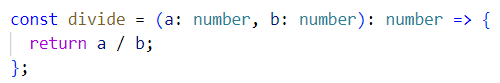 const divide = (a: number, b: number): number => {
  return a / b;
};